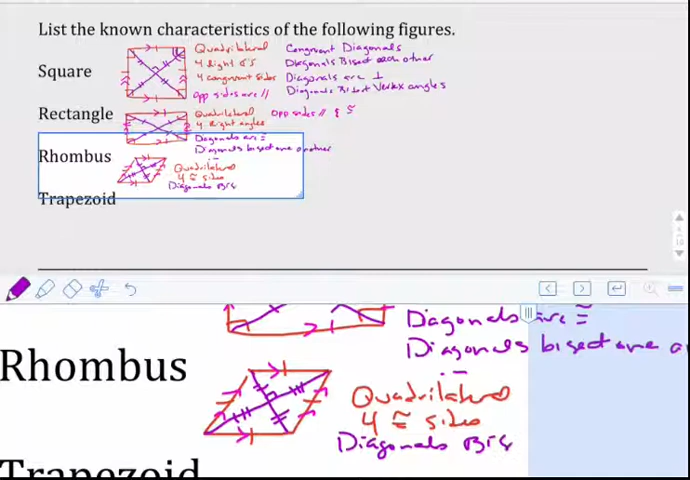 List the known characteristics of the following figures.
Quadrilateral Congruent Diagonals
4 Right ∠'s Diagonals Bisect each other
Square 4 congruent sides Diagonals are ⊥
opp sides are // Diagonals Bisect Vertex angles
Rectangle Quadrilateral opp sides // & ≅
4 Right angles
Diagonals are ≅
Diagonals bisect one another
Rhombus
Quadrilateral
4 ≅ sides
Diagonals Bis
Trapezoid
Diagonals are ≅
Diagonals bisect one a
Rhombus
Quadrilateral
4 ≅ sides
Diagonals Bis
Trapezoid